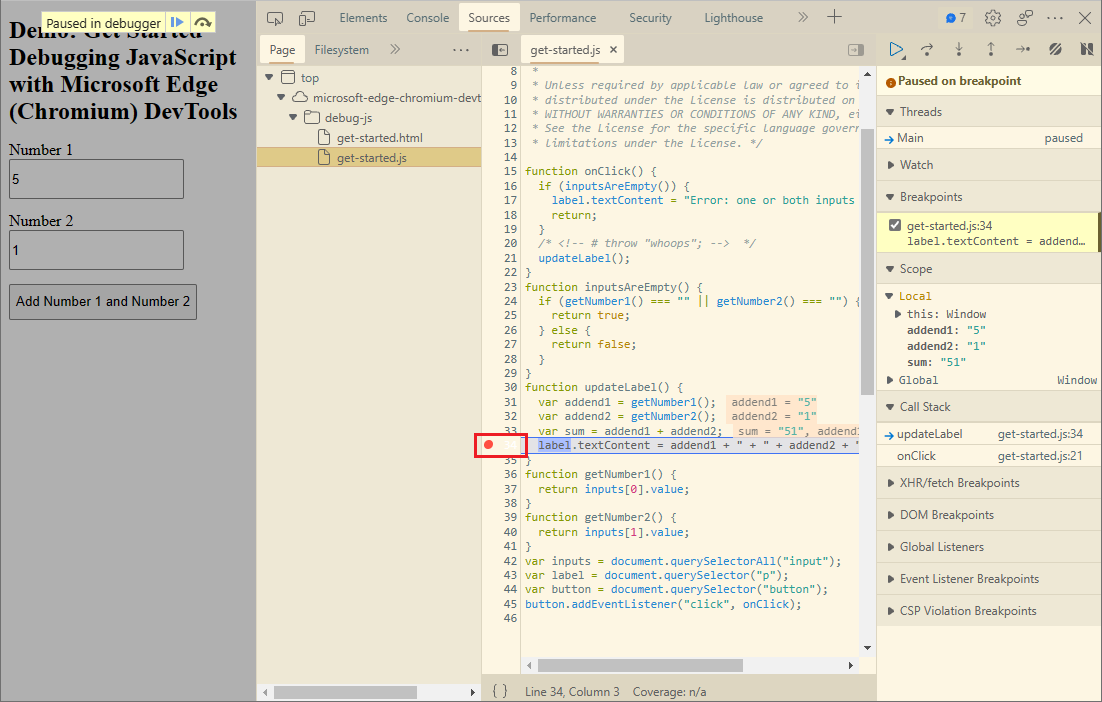 Paused in debugger
Demo: Get Started
Debugging JavaScript
with Microsoft Edge
(Chromium) DevTools
Number 1
5
Number 2
1
Add Number 1 and Number 2
Elements Console Sources Performance Security Lighthouse 7
Page Filesystem
top
microsoft-edge-chromium-devt
debug-js
get-started.html
get-started.js
get-started.js
8 *
9 * Unless required by applicable law or agreed to i
10 * distributed under the License is distributed on
11 * WITHOUT WARRANTIES OR CONDITIONS OF ANY KIND, ei
12 * See the License for the specific language gover
13 * limitations under the License. */
14
15 function onClick() {
16 if (inputsAreEmpty()) {
17 label.textContent = "Error: one or both inputs
18 return;
19 }
20 /* <!-- # throw "whoops"; --> */
21 updateLabel();
22 }
23 function inputsAreEmpty() {
24 if (getNumber1() === "" || getNumber2() === "") {
25 return true;
26 } else {
27 return false;
28 }
29 }
30 function updateLabel() {
31 var addend1 = getNumber1(); addend1 = "5"
32 var addend2 = getNumber2(); addend2 = "1"
33 var sum = addend1 + addend2; sum = "51", addend1
label.textContent = addend1 + " + " + addend2 + "
35 }
36 function getNumber1() {
37 return inputs[0].value;
38 }
39 function getNumber2() {
40 return inputs[1].value;
41 }
42 var inputs = document.querySelectorAll("input");
43 var label = document.querySelector("p");
44 var button = document.querySelector("button");
45 button.addEventListener("click", onClick);
46
{ } Line 34, Column 3 Coverage: n/a
Paused on breakpoint
Threads
Main paused
Watch
Breakpoints
get-started.js:34
label.textContent = addend…
Scope
Local
this: Window
addend1: "5"
addend2: "1"
sum: "51"
Global Window
Call Stack
updateLabel get-started.js:34
onClick get-started.js:21
XHR/fetch Breakpoints
DOM Breakpoints
Global Listeners
Event Listener Breakpoints
CSP Violation Breakpoints